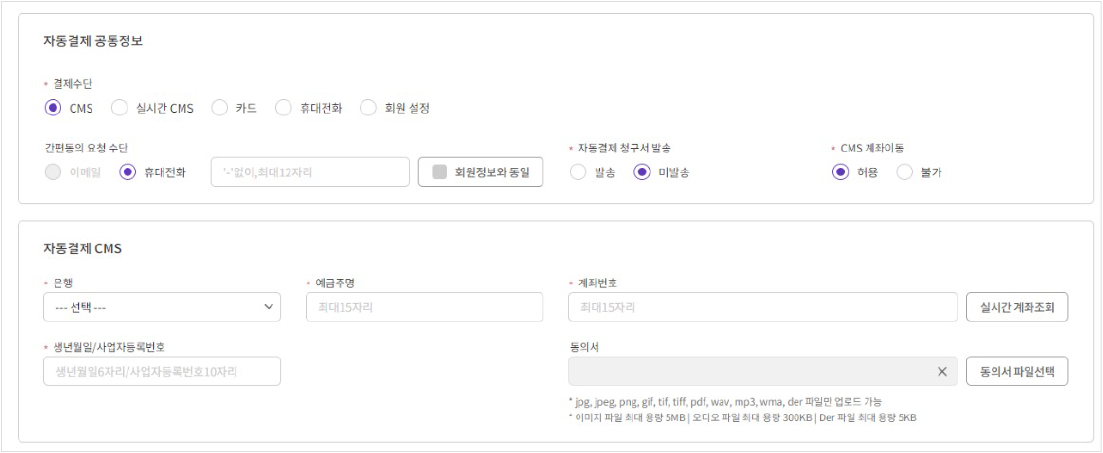 자동결제 공통정보
* 결제수단
CMS 실시간 CMS 카드 휴대전화 회원 설정
간편동의 요청 수단 * 자동결제 청구서 발송 * CMS 계좌이동
이메일 휴대전화 '-'없이,최대12자리 회원정보와 동일 발송 미발송 허용 불가
자동결제 CMS
* 은행 * 예금주명 * 계좌번호
--- 선택 --- 최대15자리 최대15자리 실시간 계좌조회
* 생년월일/사업자등록번호 동의서
생년월일6자리/사업자등록번호10자리 동의서 파일선택
* jpg, jpeg, png, gif, tif, tiff, pdf, wav, mp3, wma, der 파일만 업로드 가능
* 이미지 파일 최대 용량 5MB | 오디오 파일 최대 용량 300KB | Der 파일 최대 용량 5KB